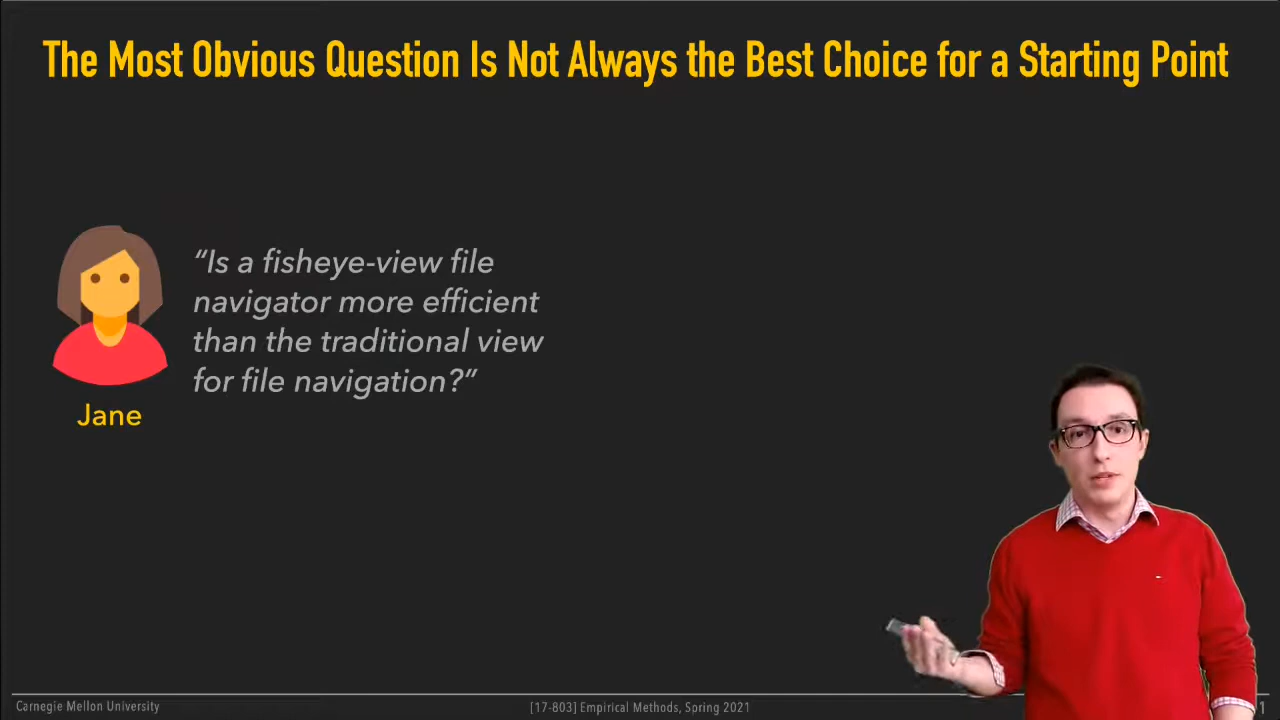 The Most Obvious Question Is Not Always the Best Choice for a Starting Point
“Is a fisheye-view file
navigator more efficient
than the traditional view
for file navigation?”
Jane
Carnegie Mellon University
[17-803] Empirical Methods, Spring 2021